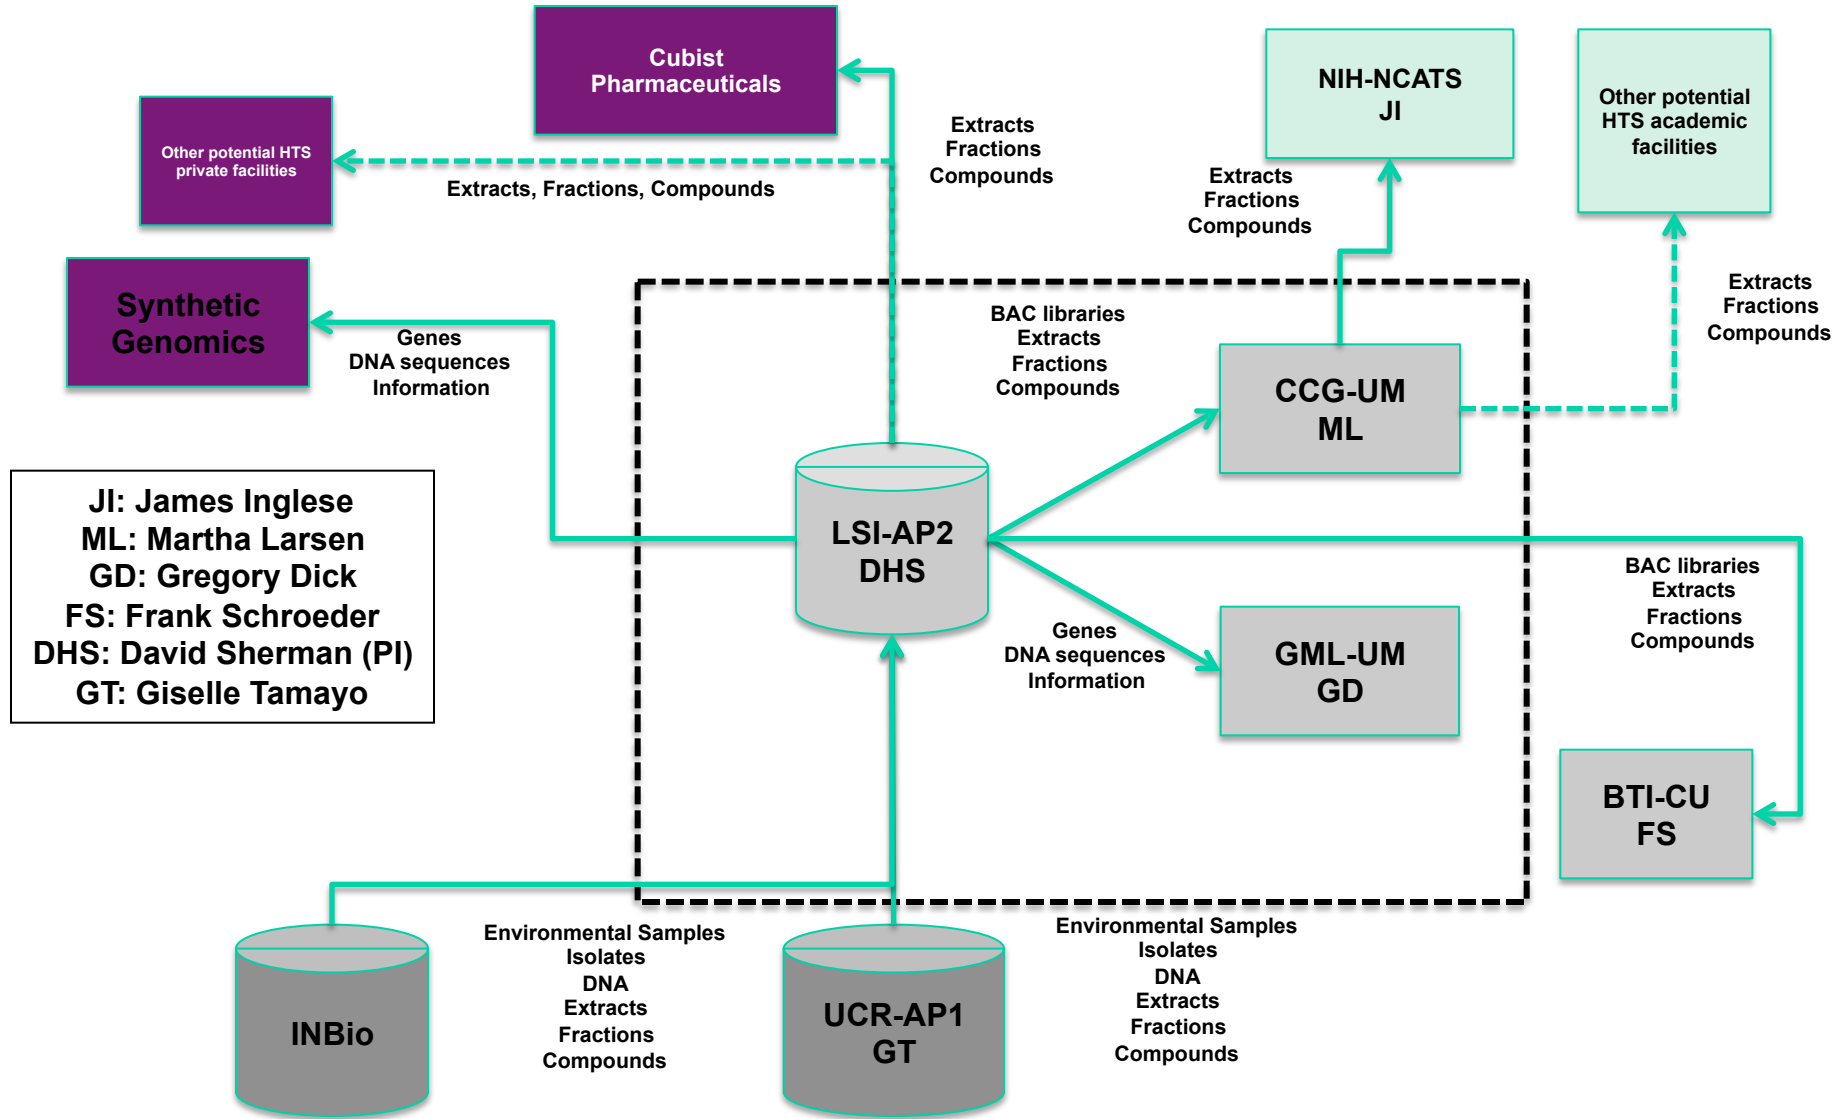 Cubist
Pharmaceuticals
NIH-NCATS
JI
Other potential
HTS academic
facilities
Other potential HTS
private facilities
Extracts
Fractions
Compounds
Extracts, Fractions, Compounds
Extracts
Fractions
Compounds
Synthetic
Genomics
Genes
DNA sequences
Information
BAC libraries
Extracts
Fractions
Compounds
Extracts
Fractions
Compounds
CCG-UM
ML
JI: James Inglese
ML: Martha Larsen
GD: Gregory Dick
FS: Frank Schroeder
DHS: David Sherman (PI)
GT: Giselle Tamayo
LSI-AP2
DHS
BAC libraries
Extracts
Fractions
Compounds
Genes
DNA sequences
Information
GML-UM
GD
BTI-CU
FS
Environmental Samples
Isolates
DNA
Extracts
Fractions
Compounds
Environmental Samples
Isolates
DNA
Extracts
Fractions
Compounds
INBio
UCR-AP1
GT